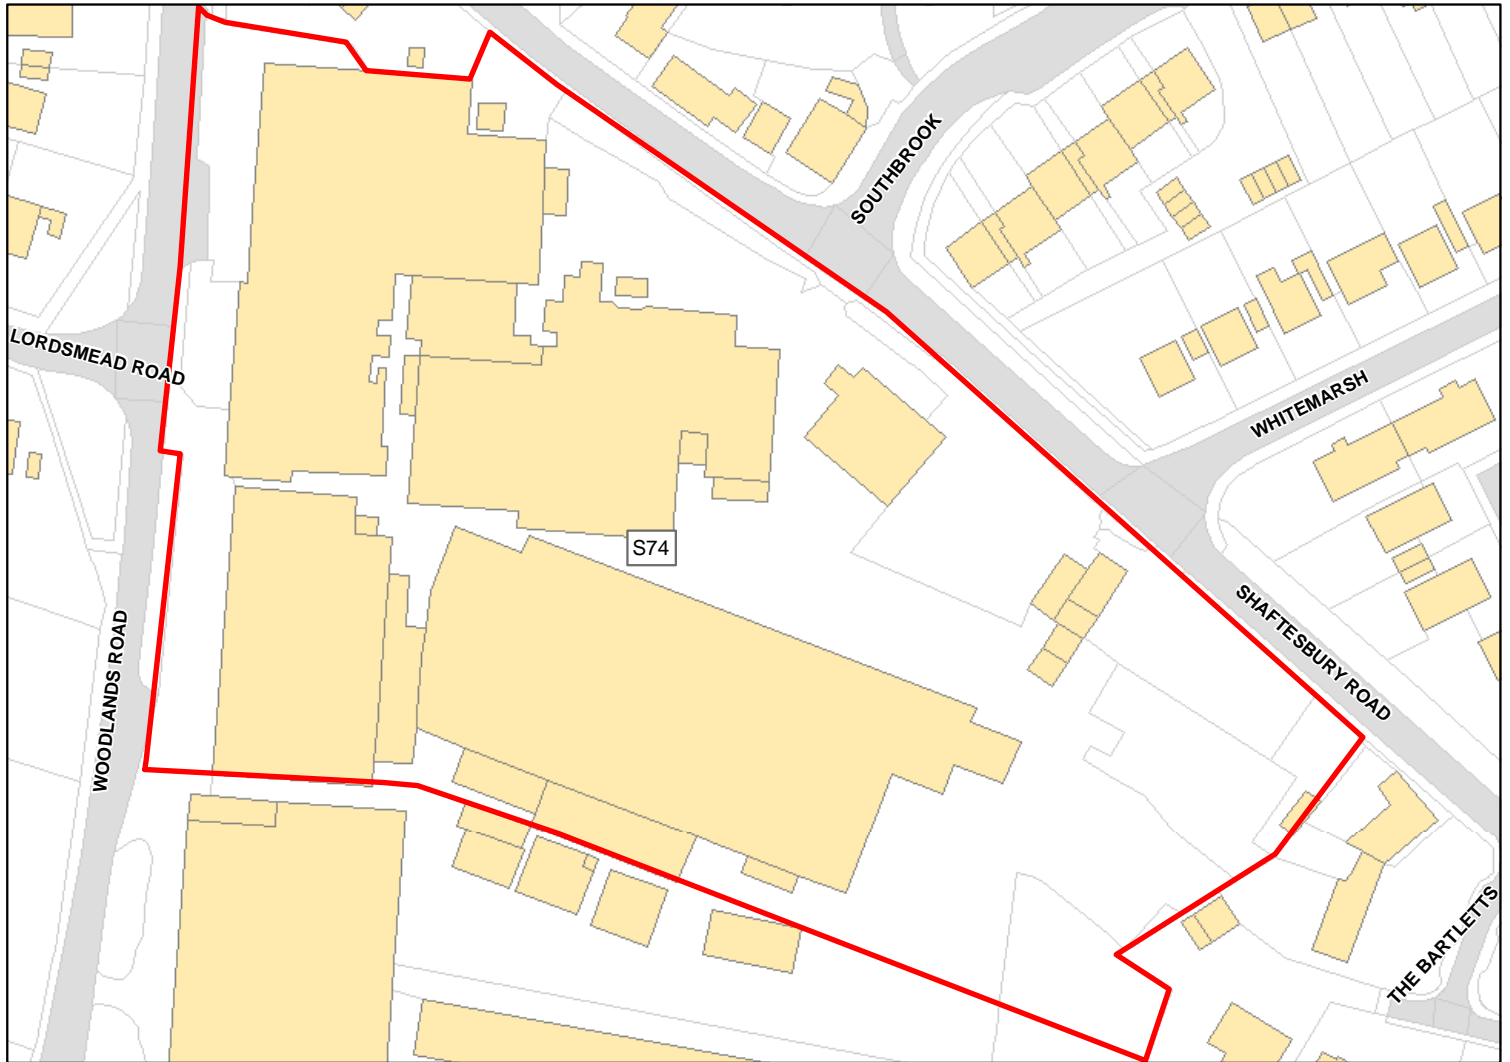 SOUTHBROOK
LORDSMEAD ROAD
WHITEMARSH
S74
SHAFTESBURY ROAD
WOODLANDS ROAD
THE BARTLETTS